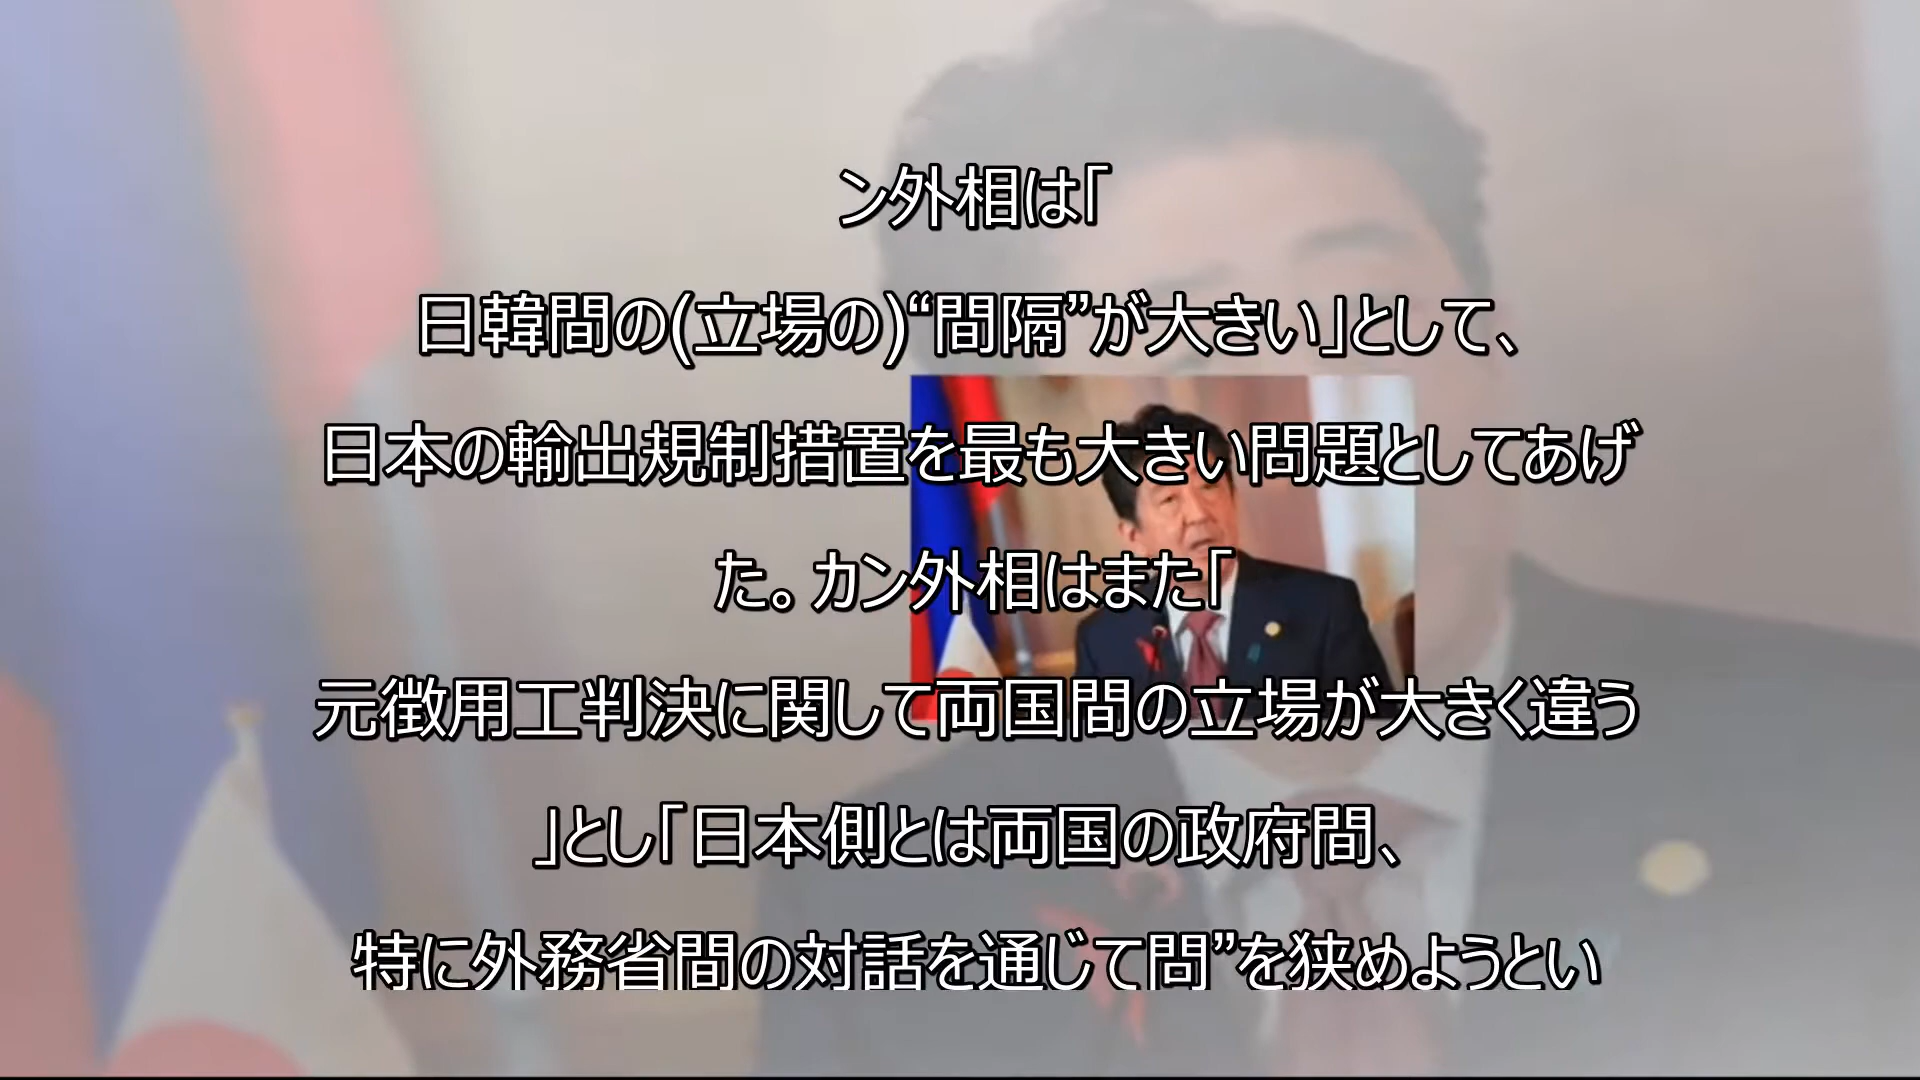 ン外相は｢
日韓間の(立場の)“間隔”が大きい｣として、
日本の輸出規制措置を最も大きい問題としてあげ
た。カン外相はまた｢
元徴用工判決に関して両国間の立場が大きく違う
｣とし｢日本側とは両国の政府間、
特に外務省間の対話を通じて間”を狭めようとい